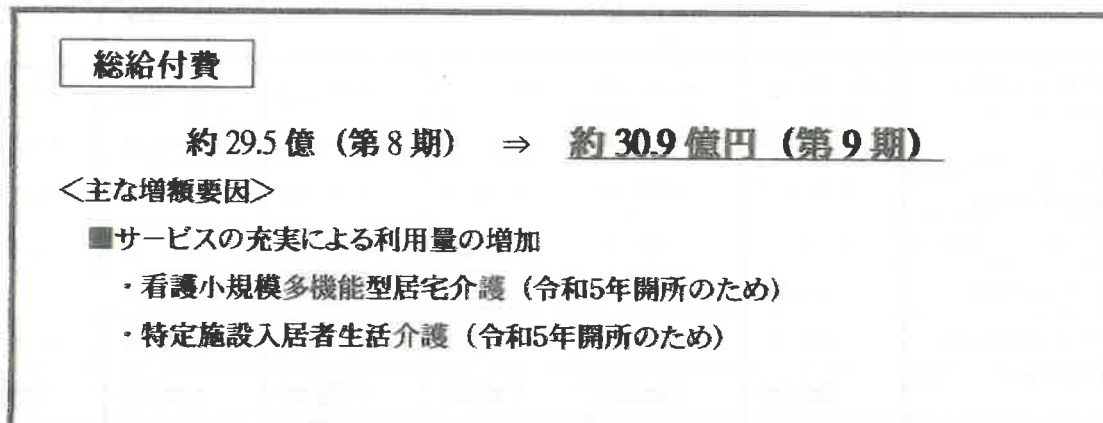 総給付費
約 29.5 億（第 8 期） ⇒ 約 30.9 億円（第 9 期）
＜主な増額要因＞
■サービスの充実による利用量の増加
・看護小規模多機能型居宅介護（令和5年開所のため）
・特定施設入居者生活介護（令和5年開所のため）